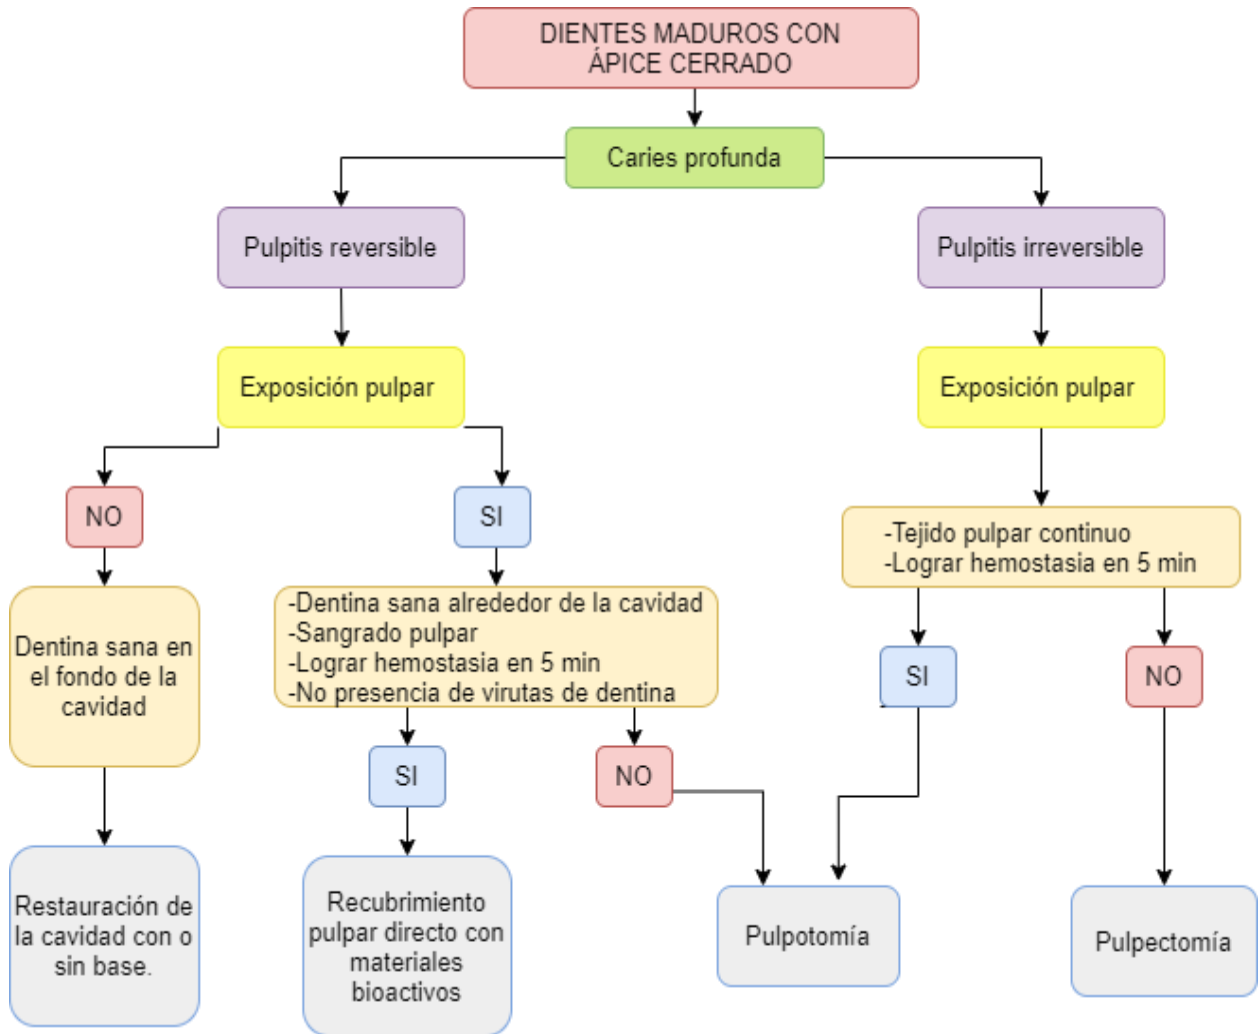 DIENTES MADUROS CON
ÁPICE CERRADO
Caries profunda
Pulpitis reversible
Pulpitis irreversible
Exposición pulpar
Exposición pulpar
NO
SI
-Tejido pulpar continuo
-Lograr hemostasia en 5 min
Dentina sana en
el fondo de la
cavidad
-Dentina sana alrededor de la cavidad
-Sangrado pulpar
-Lograr hemostasia en 5 min
-No presencia de virutas de dentina
SI
NO
SI
NO
Restauración de
la cavidad con o
sin base.
Recubrimiento
pulpar directo con
materiales
bioactivos
Pulpotomía
Pulpectomía